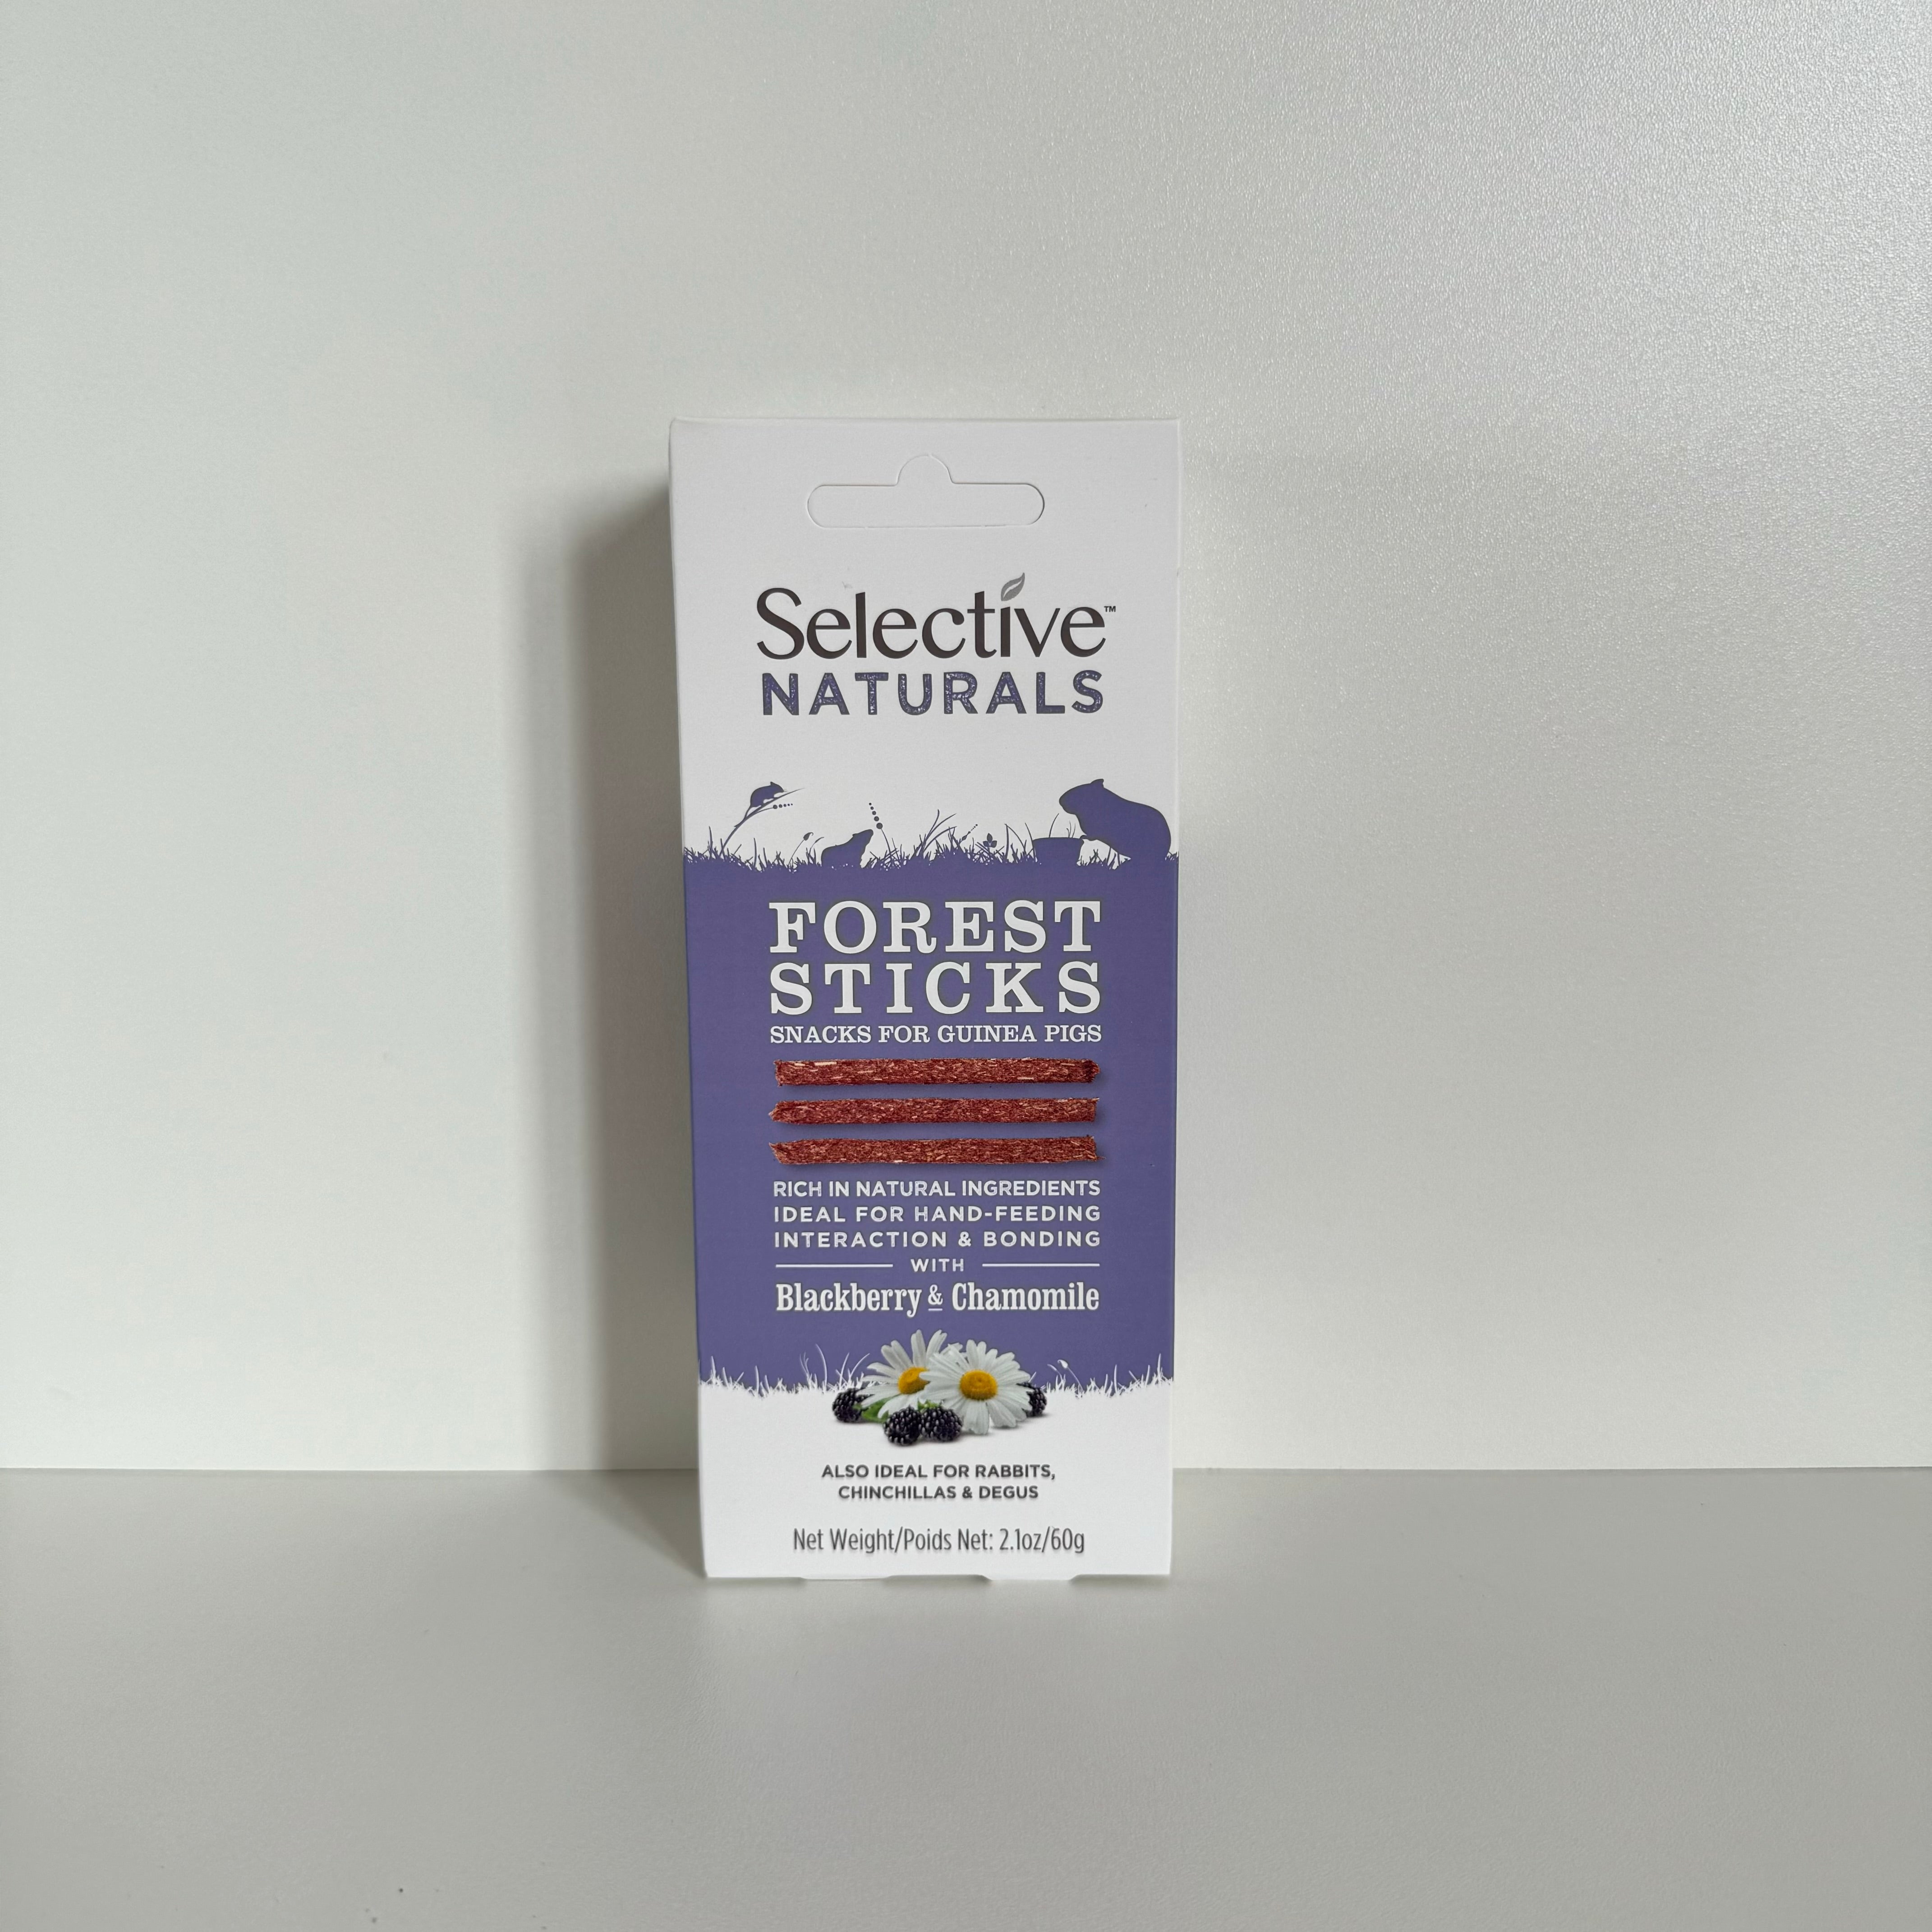 Selective™
NATURALS
FOREST
STICKS
SNACKS FOR GUINEA PIGS
RICH IN NATURAL INGREDIENTS
IDEAL FOR HAND-FEEDING
INTERACTION & BONDING
WITH
Blackberry & Chamomile
ALSO IDEAL FOR RABBITS,
CHINCHILLAS & DEGUS
Net Weight/Poids Net: 2.1oz/60g